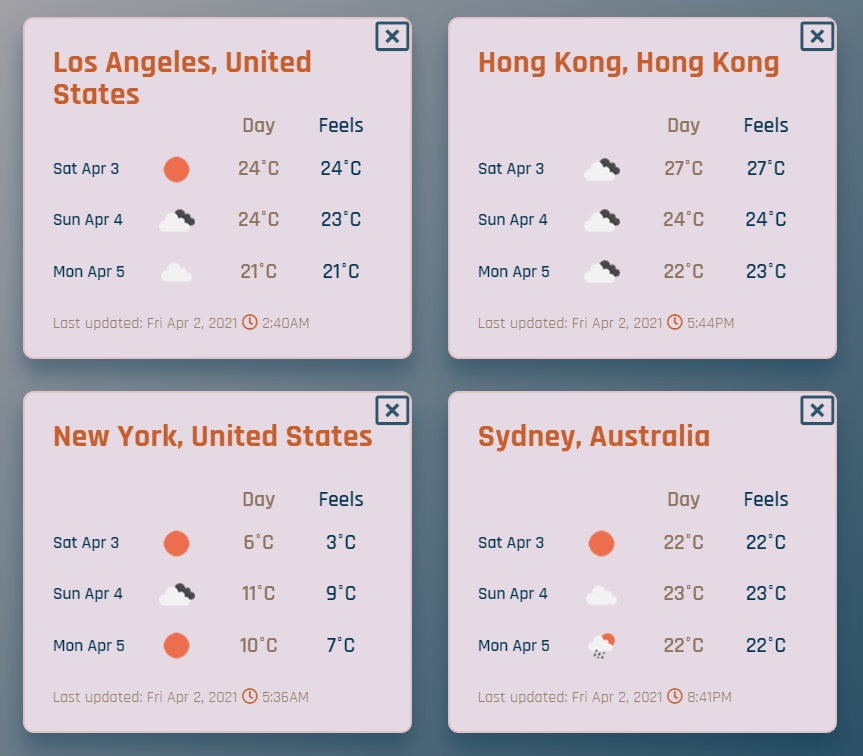 Los Angeles, United
States
Day Feels
Sat Apr 3 24°C 24°C
Sun Apr 4 24°C 23°C
Mon Apr 5 21°C 21°C
Last updated: Fri Apr 2, 2021 2:40AM
Hong Kong, Hong Kong
Day Feels
Sat Apr 3 27°C 27°C
Sun Apr 4 24°C 24°C
Mon Apr 5 22°C 23°C
Last updated: Fri Apr 2, 2021 5:44PM
New York, United States
Day Feels
Sat Apr 3 6°C 3°C
Sun Apr 4 11°C 9°C
Mon Apr 5 10°C 7°C
Last updated: Fri Apr 2, 2021 5:36AM
Sydney, Australia
Day Feels
Sat Apr 3 22°C 22°C
Sun Apr 4 23°C 23°C
Mon Apr 5 22°C 22°C
Last updated: Fri Apr 2, 2021 8:41PM